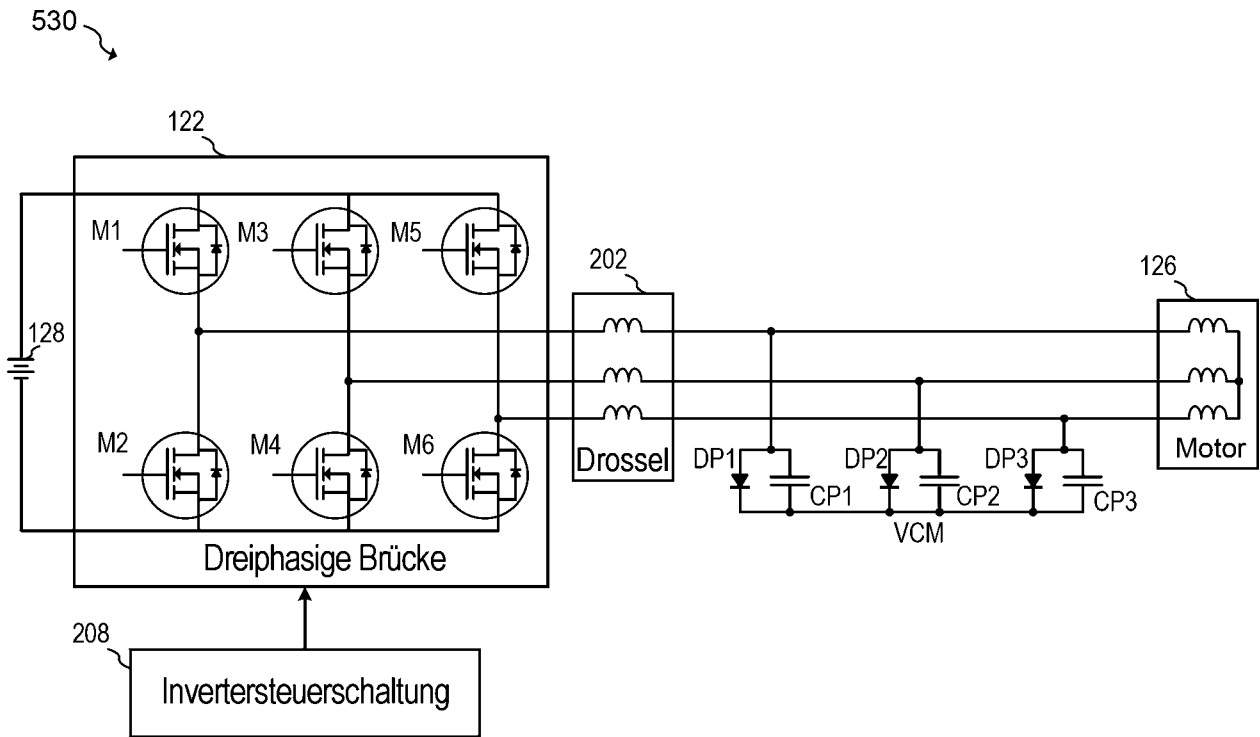 530
122
M1
M3
M5
202
126
128
M2
M4
M6
Drossel
DP1
CP1
DP2
CP2
DP3
CP3
Motor
VCM
Dreiphasige Brücke
208
Invertersteuerschaltung